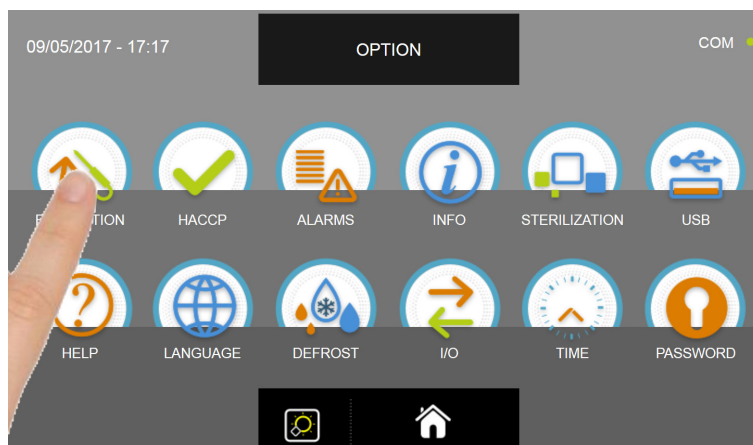 09/05/2017 - 17:17
OPTION
COM
HACCP
ALARMS
INFO
STERILIZATION
USB
HELP
LANGUAGE
DEFROST
I/O
TIME
PASSWORD